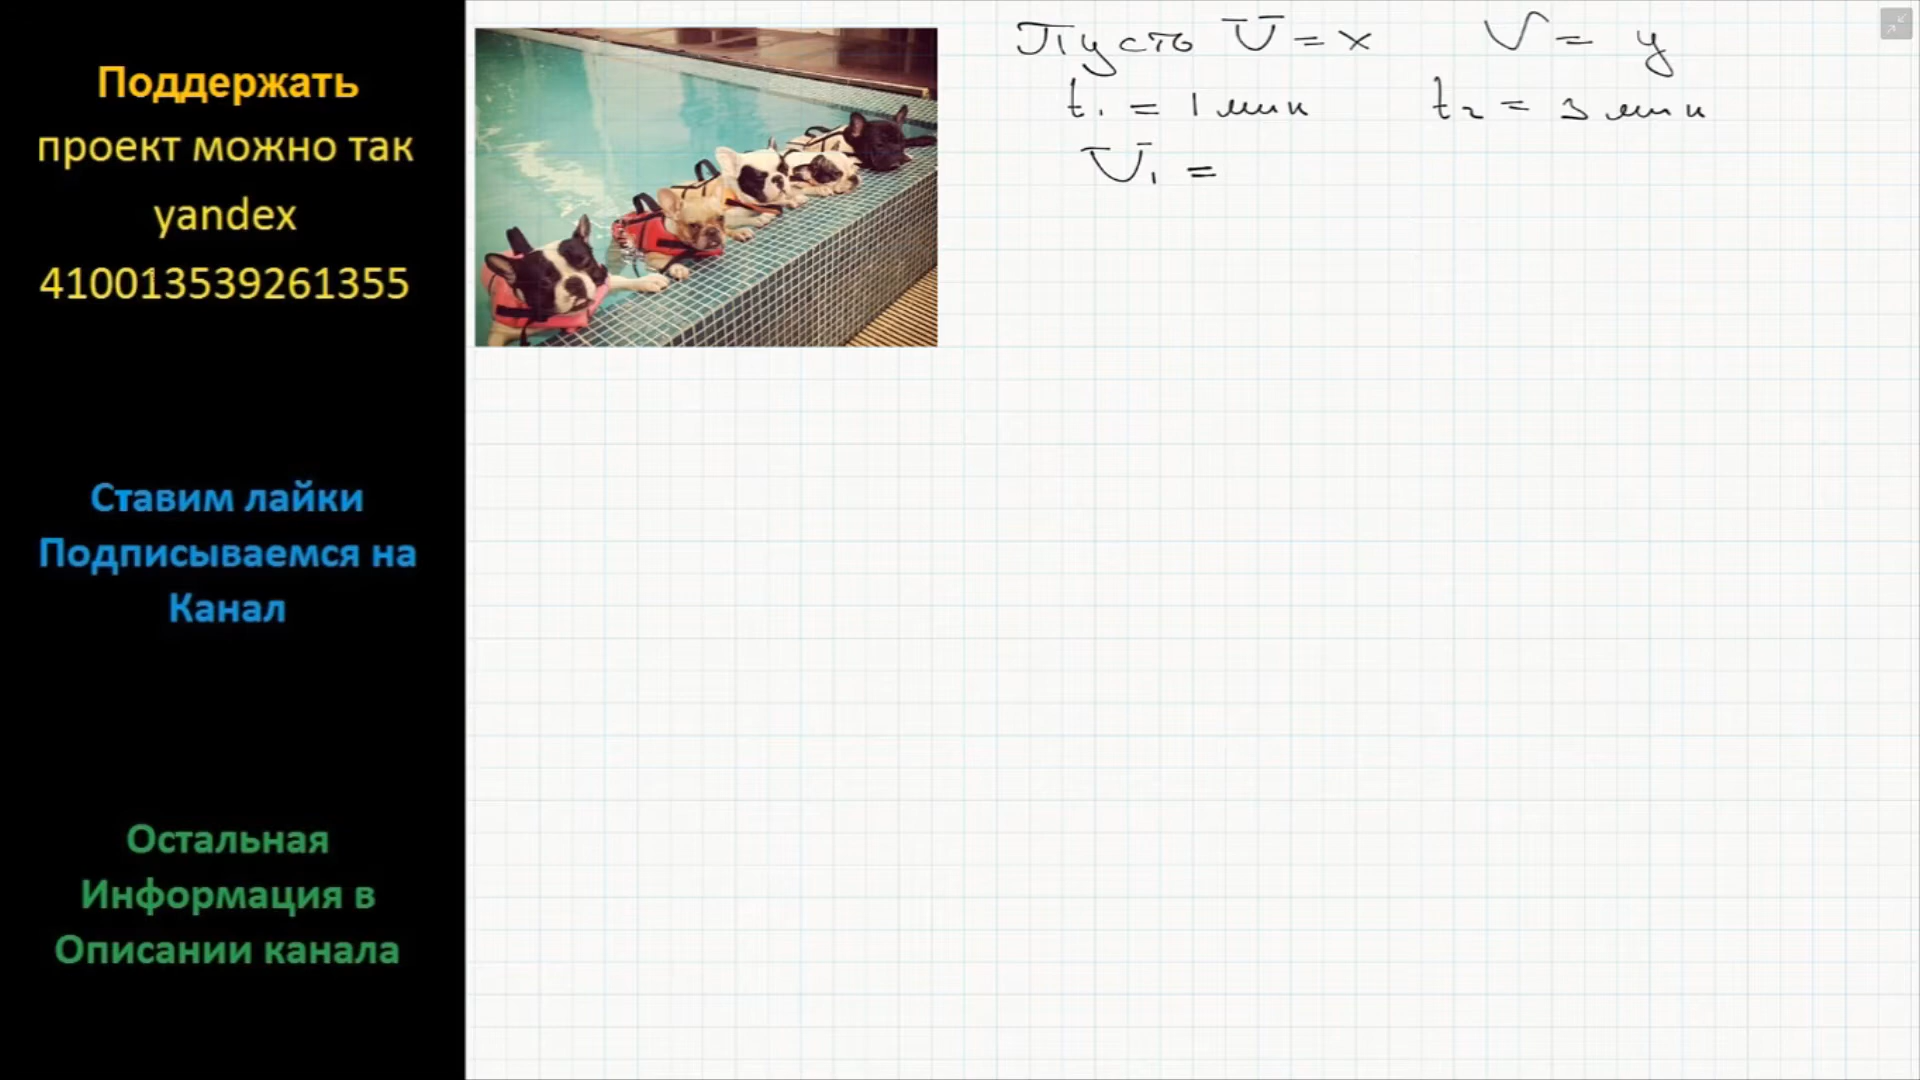 Поддержать
проект можно так
yandex
410013539261355
Ставим лайки
Подписываемся на
Канал
Остальная
Информация в
Описании канала
Пусть U = x V = y
t₁ = 1 мин t₂ = 3 мин
U₁ =